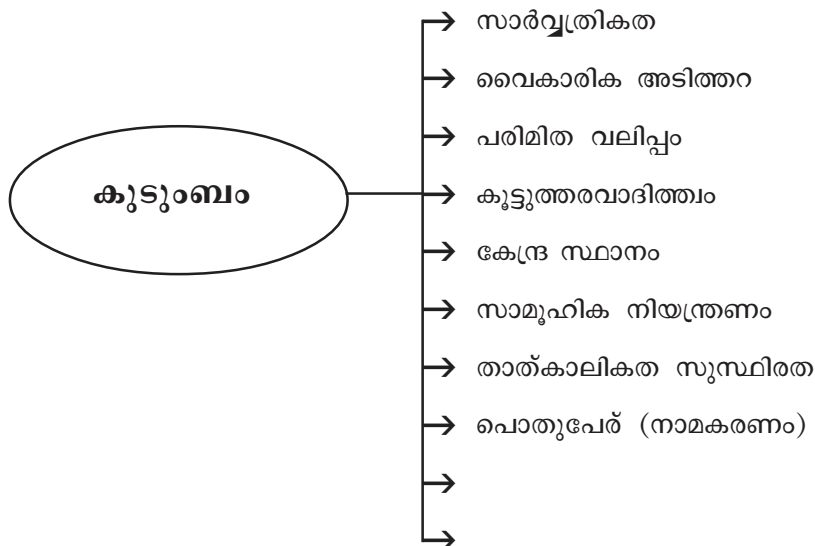 സാർവ്വത്രികത
വൈകാരിക അടിത്തറ
പരിമിത വലിപ്പം
കുടുംബം
കൂട്ടുത്തരവാദിത്ത്വം
കേന്ദ്ര സ്ഥാനം
സാമൂഹിക നിയന്ത്രണം
താത്കാലികത സുസ്ഥിരത
പൊതുപേര് (നാമകരണം)